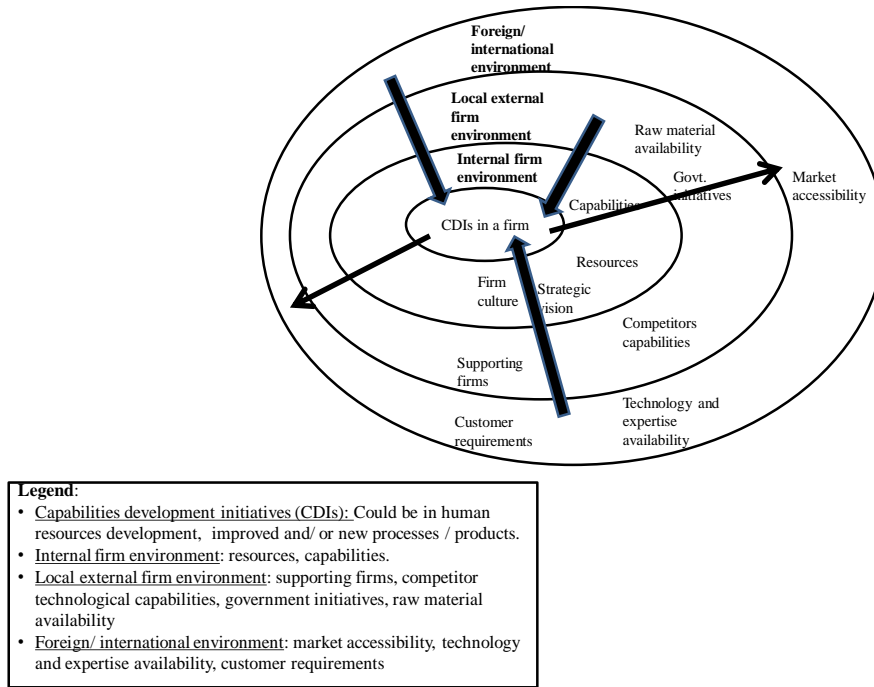 Foreign/
international
environment
Local external
firm
environment
Internal firm
environment
Raw material
availability
Govt.
initiatives
Market
accessibility
Capabilities
CDIs in a firm
Resources
Firm
culture
Strategic
vision
Competitors
capabilities
Supporting
firms
Customer
requirements
Technology and
expertise
availability
Legend:
• Capabilities development initiatives (CDIs): Could be in human
resources development, improved and/ or new processes / products.
• Internal firm environment: resources, capabilities.
• Local external firm environment: supporting firms, competitor
technological capabilities, government initiatives, raw material
availability
• Foreign/ international environment: market accessibility, technology
and expertise availability, customer requirements